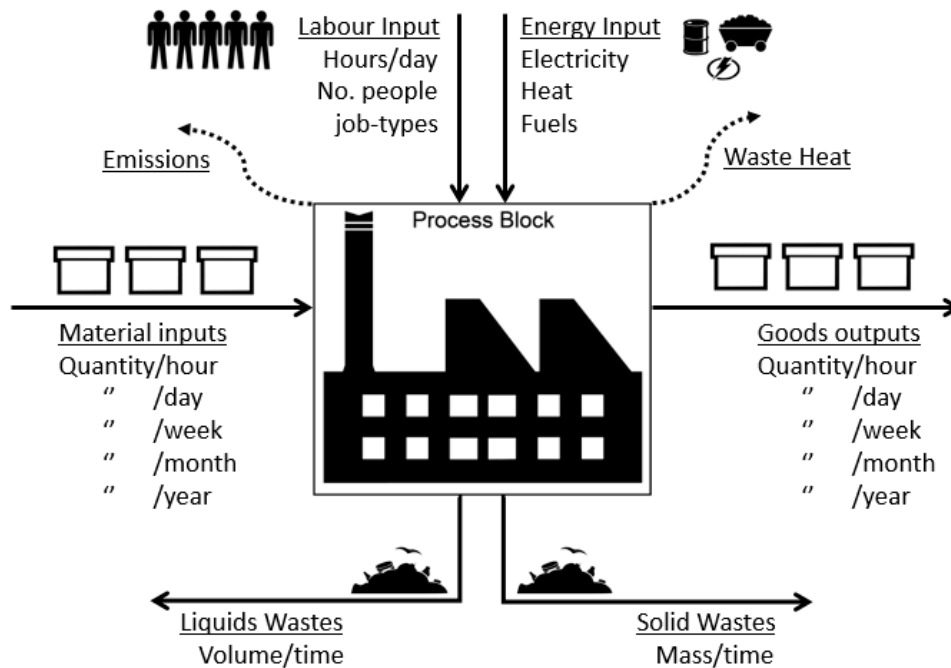 Labour Input
Hours/day
No. people
job-types
Energy Input
Electricity
Heat
Fuels
Emissions
Waste Heat
Process Block
Material inputs
Quantity/hour
″ /day
″ /week
″ /month
″ /year
Goods outputs
Quantity/hour
″ /day
″ /week
″ /month
″ /year
Liquids Wastes
Volume/time
Solid Wastes
Mass/time